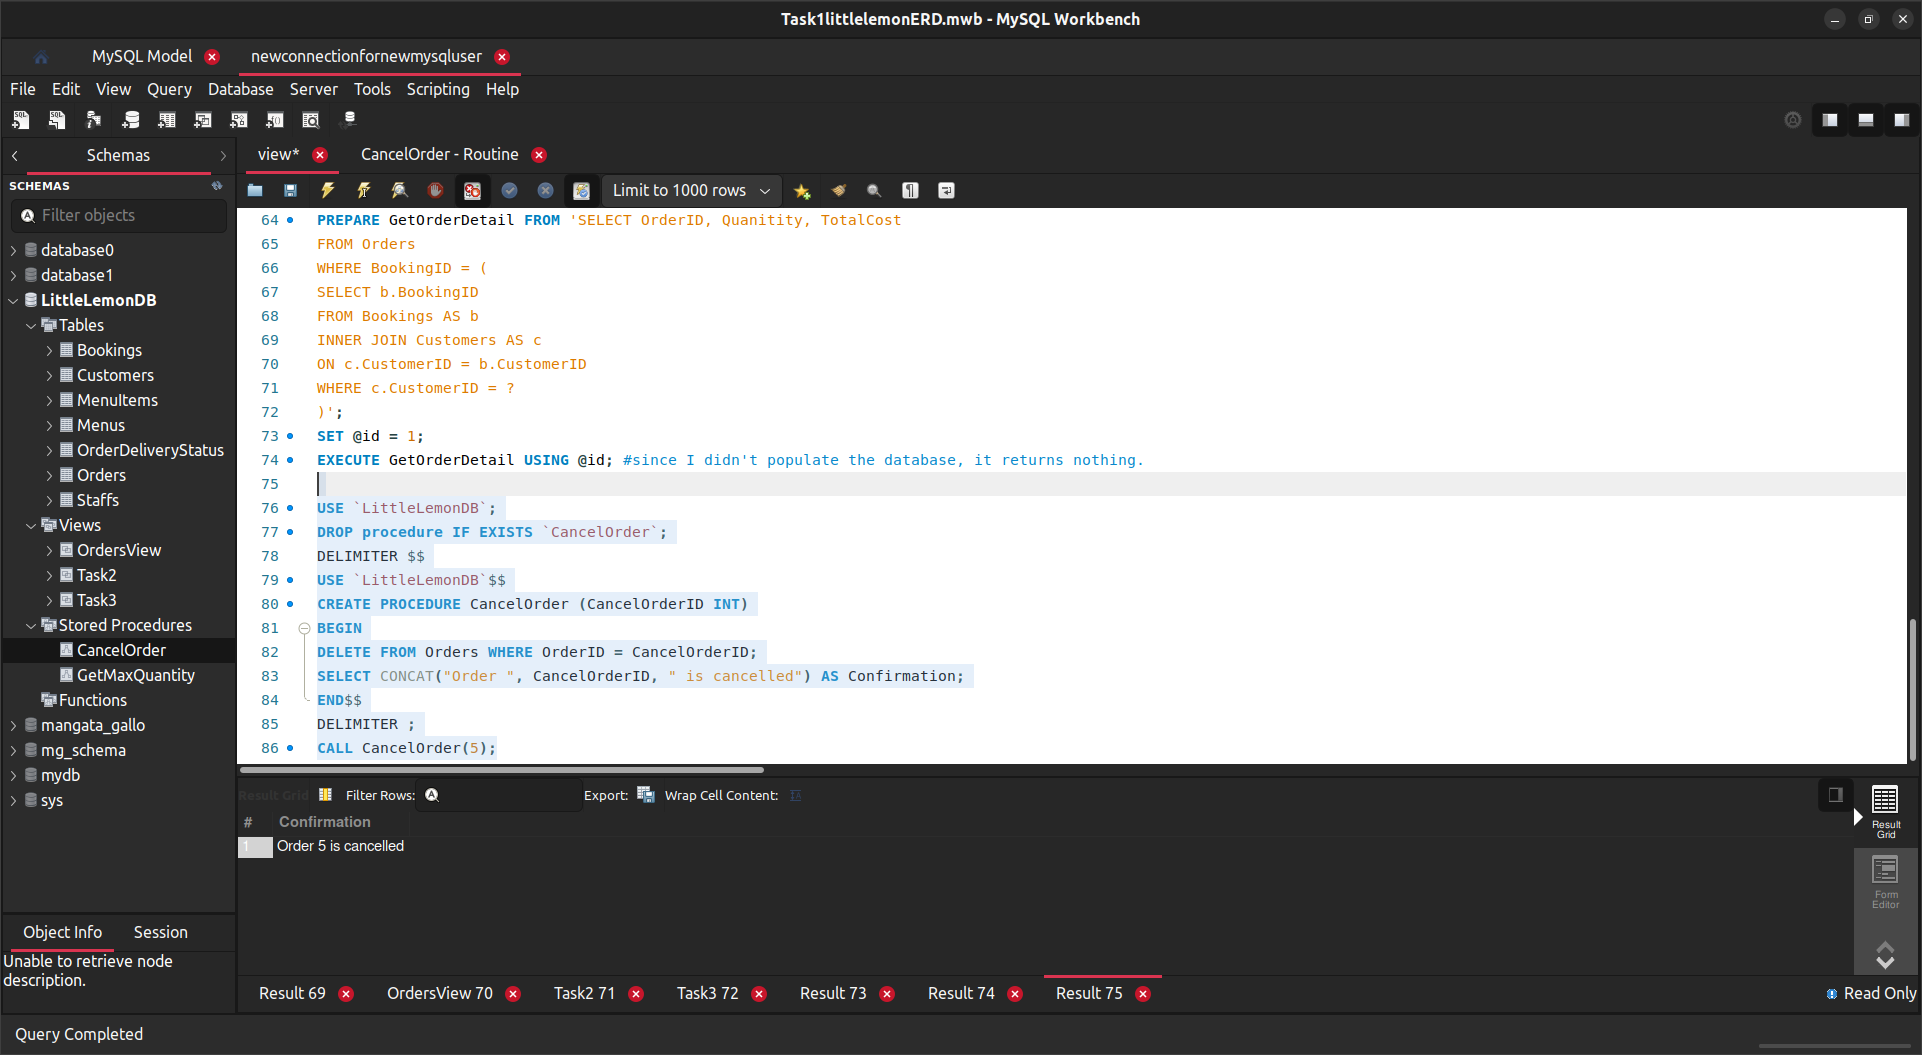 Task1littlelemonERD.mwb - MySQL Workbench
MySQL Model newconnectionfornewmysqluser
File Edit View Query Database Server Tools Scripting Help
Schemas
SCHEMAS
Filter objects
database0
database1
LittleLemonDB
Tables
Bookings
Customers
MenuItems
Menus
OrderDeliveryStatus
Orders
Staffs
Views
OrdersView
Task2
Task3
Stored Procedures
CancelOrder
GetMaxQuantity
Functions
mangata_gallo
mg_schema
mydb
sys
Object Info Session
Unable to retrieve node
description.
view* CancelOrder - Routine
Limit to 1000 rows
64 PREPARE GetOrderDetail FROM 'SELECT OrderID, Quanitity, TotalCost
65 FROM Orders
66 WHERE BookingID = (
67 SELECT b.BookingID
68 FROM Bookings AS b
69 INNER JOIN Customers AS c
70 ON c.CustomerID = b.CustomerID
71 WHERE c.CustomerID = ?
72 )';
73 SET @id = 1;
74 EXECUTE GetOrderDetail USING @id; #since I didn't populate the database, it returns nothing.
75
76 USE `LittleLemonDB`;
77 DROP procedure IF EXISTS `CancelOrder`;
78 DELIMITER $$
79 USE `LittleLemonDB`$$
80 CREATE PROCEDURE CancelOrder (CancelOrderID INT)
81 BEGIN
82 DELETE FROM Orders WHERE OrderID = CancelOrderID;
83 SELECT CONCAT("Order ", CancelOrderID, " is cancelled") AS Confirmation;
84 END$$
85 DELIMITER ;
86 CALL CancelOrder(5);
Result Grid Filter Rows: Export: Wrap Cell Content:
# Confirmation
1 Order 5 is cancelled
Result
Grid
Form
Editor
Result 69 OrdersView 70 Task2 71 Task3 72 Result 73 Result 74 Result 75 Read Only
Query Completed